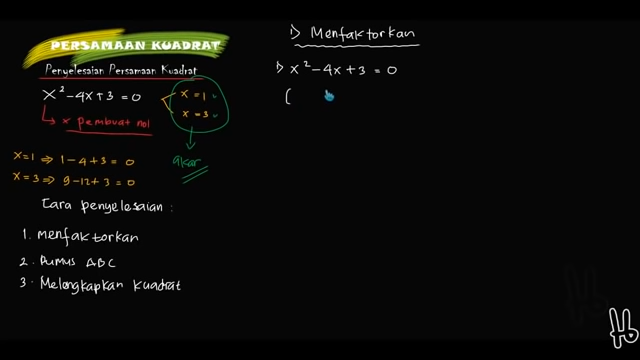 PERSAMAAN KUADRAT
Penyelesaian Persamaan Kuadrat
x² - 4x + 3 = 0
x = 1
x = 3
x pembuat nol
akar
x = 1 ⇒ 1 - 4 + 3 = 0
x = 3 ⇒ 9 - 12 + 3 = 0
Cara penyelesaian :
1. Menfaktorkan
2. Rumus ABC
3. Melengkapkan Kuadrat
1) Menfaktorkan
1) x² - 4x + 3 = 0
(